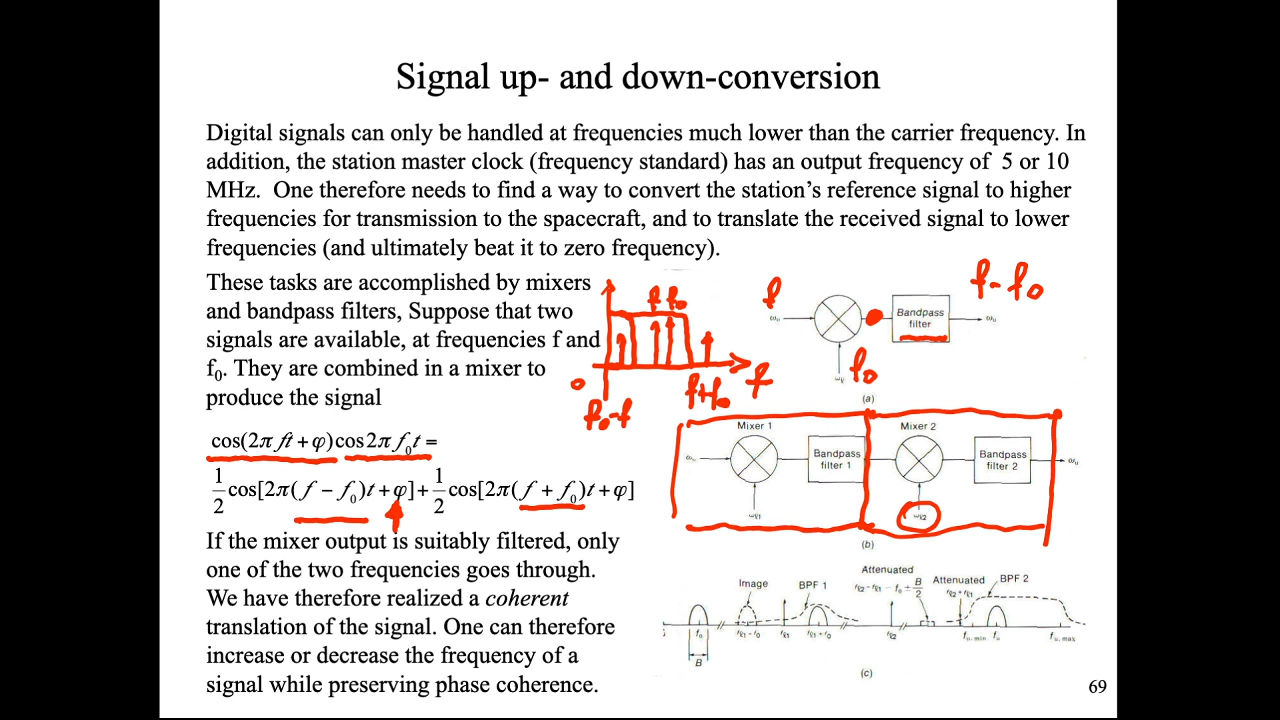 Signal up- and down-conversion
Digital signals can only be handled at frequencies much lower than the carrier frequency. In
addition, the station master clock (frequency standard) has an output frequency of 5 or 10
MHz. One therefore needs to find a way to convert the station's reference signal to higher
frequencies for transmission to the spacecraft, and to translate the received signal to lower
frequencies (and ultimately beat it to zero frequency).
These tasks are accomplished by mixers
and bandpass filters, Suppose that two
signals are available, at frequencies f and
f₀. They are combined in a mixer to
produce the signal
cos(2π ft + φ)cos 2π f₀t =
1/2 cos[2π(f − f₀)t + φ] + 1/2 cos[2π(f + f₀)t + φ]
If the mixer output is suitably filtered, only
one of the two frequencies goes through.
We have therefore realized a coherent
translation of the signal. One can therefore
increase or decrease the frequency of a
signal while preserving phase coherence.
f f₀
0
f₀-f
f+f₀
f
f
f-f₀
Bandpass
filter
f₀
(a)
Mixer 1
Mixer 2
Bandpass
filter 1
Bandpass
filter 2
(b)
Image
BPF 1
Attenuated
Attenuated
BPF 2
B
(c)
69